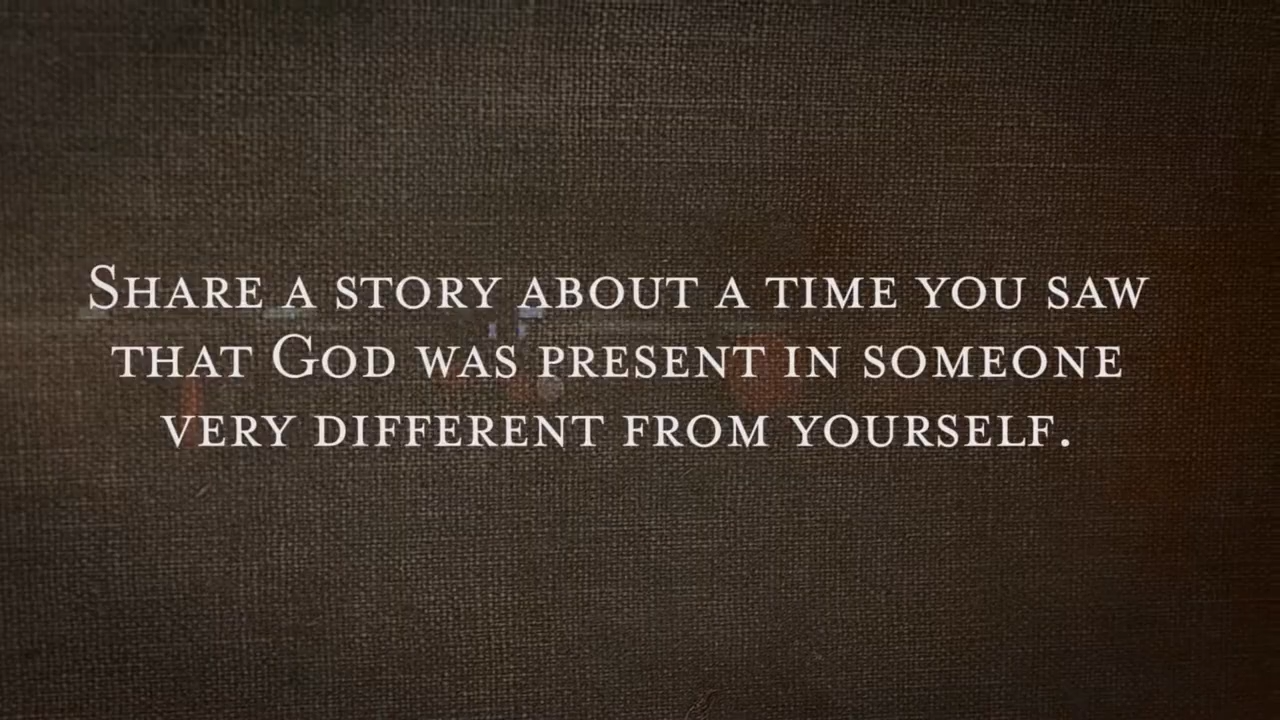 Share a story about a time you saw
that God was present in someone
very different from yourself.